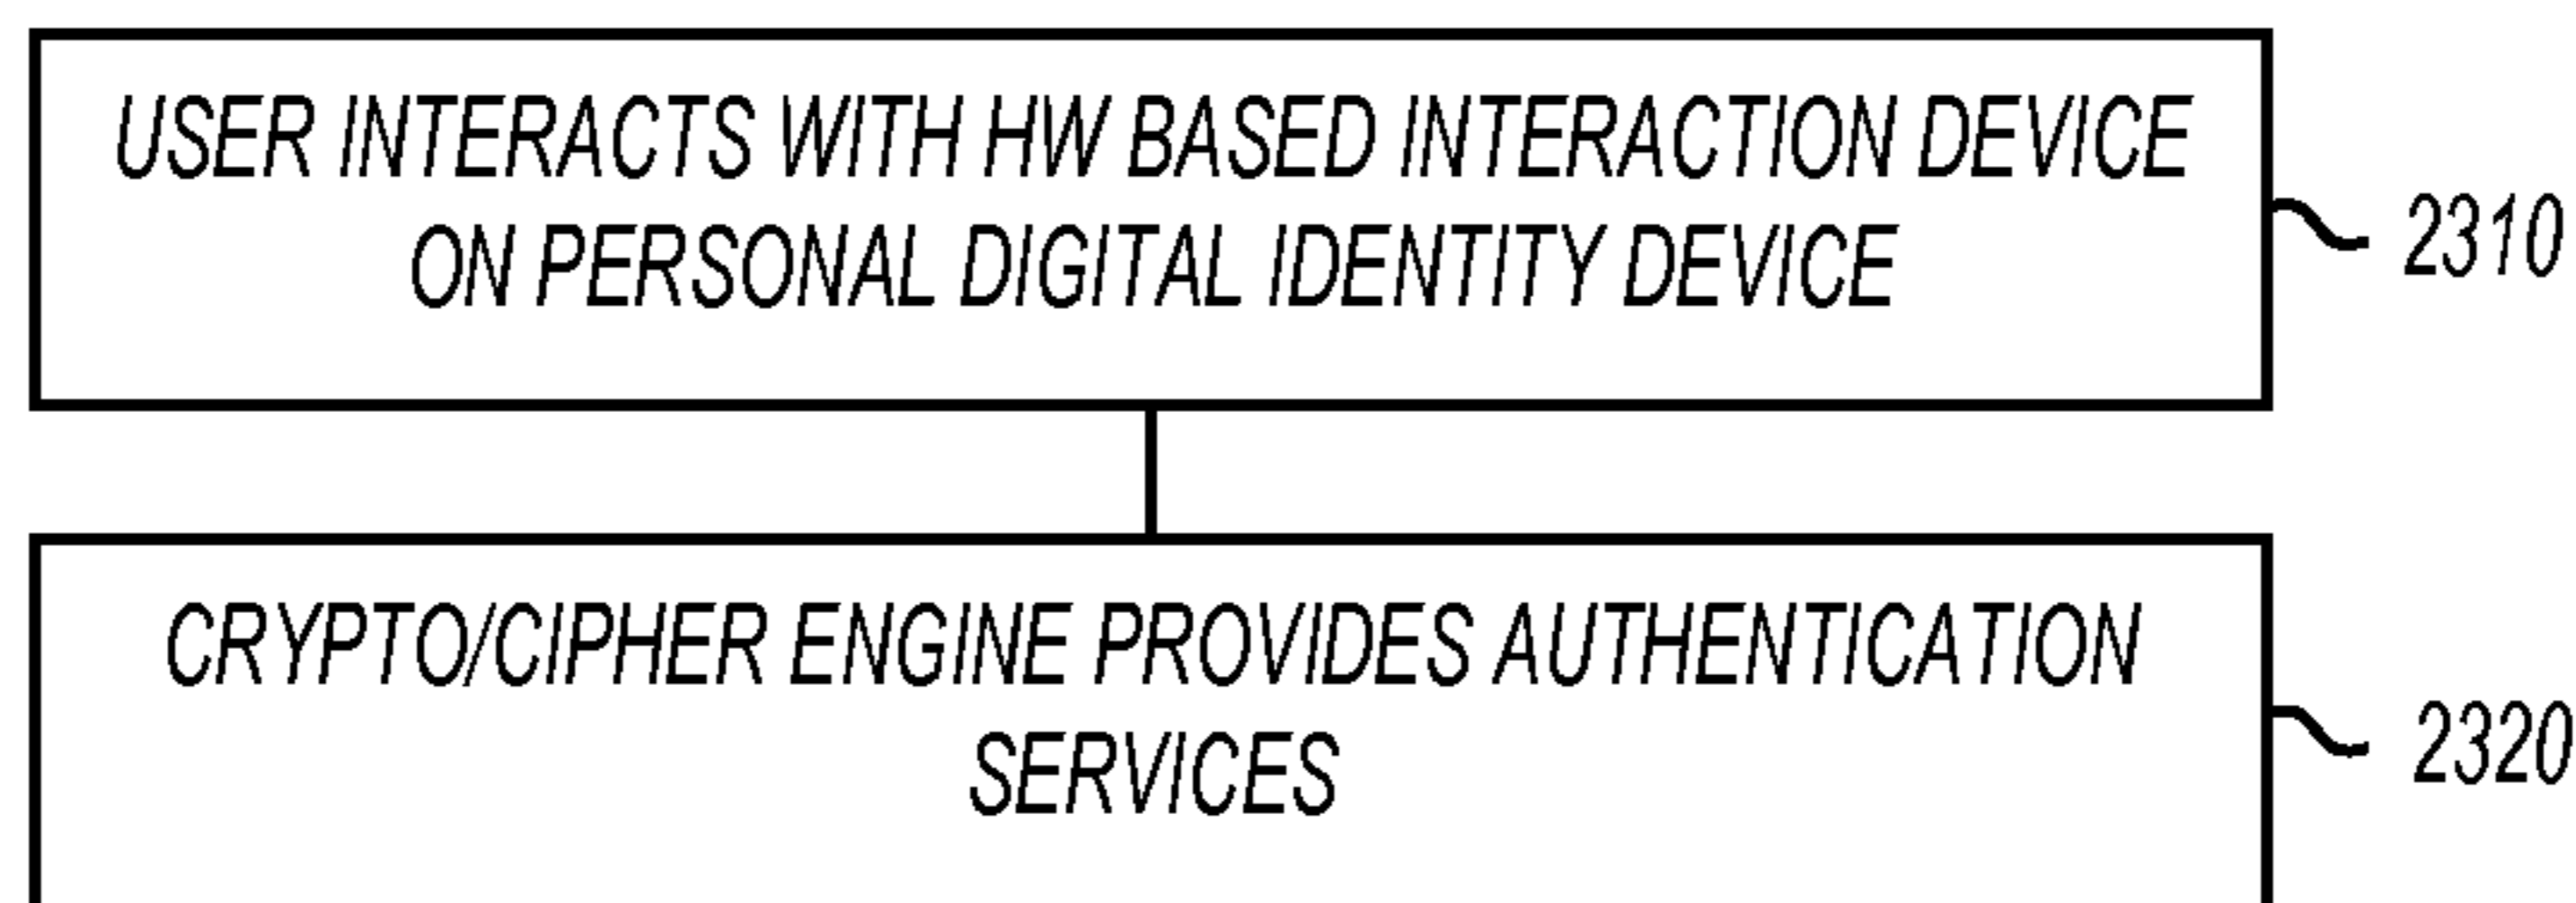 USER INTERACTS WITH HW BASED INTERACTION DEVICE
ON PERSONAL DIGITAL IDENTITY DEVICE
2310
CRYPTO/CIPHER ENGINE PROVIDES AUTHENTICATION
SERVICES
2320